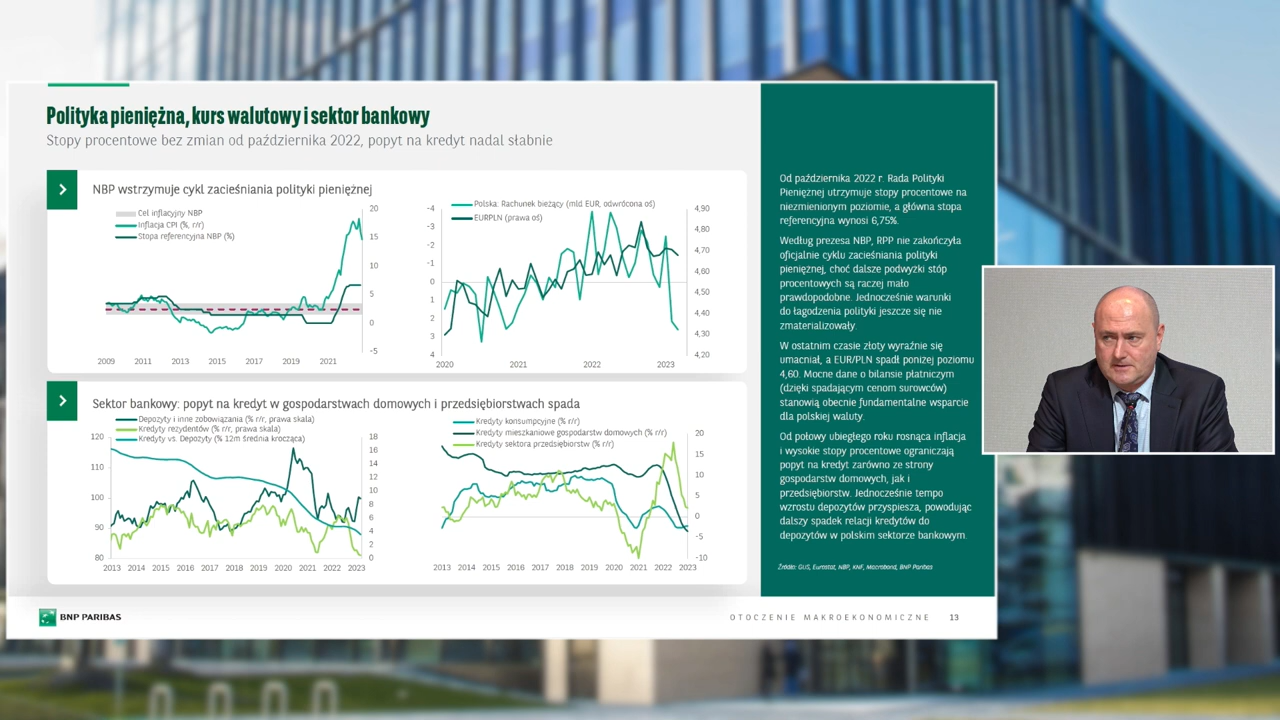 Polityka pieniężna, kurs walutowy i sektor bankowy
Stopy procentowe bez zmian od października 2022, popyt na kredyt nadal słabnie
NBP wstrzymuje cykl zacieśniania polityki pieniężnej
Cel inflacyjny NBP
Inflacja CPI (%, r/r)
Stopa referencyjna NBP (%)
20
15
10
5
0
-5
2009 2011 2013 2015 2017 2019 2021
Polska: Rachunek bieżący (mld EUR, odwrócona oś)
EURPLN (prawa oś)
-4
-3
-2
-1
0
1
2
3
4
4,90
4,80
4,70
4,60
4,50
4,40
4,30
4,20
2020 2021 2022 2023
Sektor bankowy: popyt na kredyt w gospodarstwach domowych i przedsiębiorstwach spada
Depozyty i inne zobowiązania (% r/r, prawa skala)
Kredyty rezydentów (% r/r, prawa skala)
Kredyty vs. Depozyty (% 12m średnia krocząca)
120
110
100
90
80
18
16
14
12
10
8
6
4
2
0
2013 2014 2015 2016 2017 2018 2019 2020 2021 2022 2023
Kredyty konsumpcyjne (% r/r)
Kredyty mieszkaniowe gospodarstw domowych (% r/r)
Kredyty sektora przedsiębiorstw (% r/r)
20
15
10
5
0
-5
-10
2013 2014 2015 2016 2017 2018 2019 2020 2021 2022 2023
Od października 2022 r. Rada Polityki
Pieniężnej utrzymuje stopy procentowe na
niezmienionym poziomie, a główna stopa
referencyjna wynosi 6,75%.
Według prezesa NBP, RPP nie zakończyła
oficjalnie cyklu zacieśniania polityki
pieniężnej, choć dalsze podwyżki stóp
procentowych są raczej mało
prawdopodobne. Jednocześnie warunki
do łagodzenia polityki jeszcze się nie
zmaterializowały.
W ostatnim czasie złoty wyraźnie się
umacniał, a EUR/PLN spadł poniżej poziomu
4,60. Mocne dane o bilansie płatniczym
(dzięki spadającym cenom surowców)
stanowią obecnie fundamentalne wsparcie
dla polskiej waluty.
Od połowy ubiegłego roku rosnąca inflacja
i wysokie stopy procentowe ograniczają
popyt na kredyt zarówno ze strony
gospodarstw domowych, jak i
przedsiębiorstw. Jednocześnie tempo
wzrostu depozytów przyspiesza, powodując
dalszy spadek relacji kredytów do
depozytów w polskim sektorze bankowym.
Źródło: GUS, Eurostat, NBP, KNF, Macrobond, BNP Paribas
BNP PARIBAS
OTOCZENIE MAKROEKONOMICZNE 13